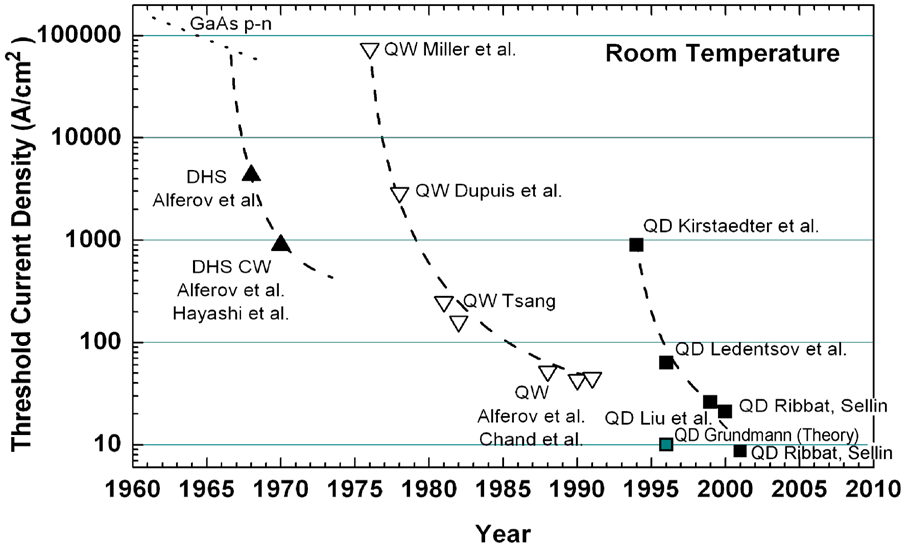 GaAs p-n
100000
QW Miller et al.
Room Temperature
Threshold Current Density (A/cm²)
10000
DHS
Alferov et al.
QW Dupuis et al.
QD Kirstaedter et al.
1000
DHS CW
Alferov et al.
Hayashi et al.
QW Tsang
100
QD Ledentsov et al.
QW
Alferov et al.
Chand et al.
QD Liu et al.
QD Ribbat, Sellin
QD Grundmann (Theory)
10
QD Ribbat, Sellin
1960 1965 1970 1975 1980 1985 1990 1995 2000 2005 2010
Year